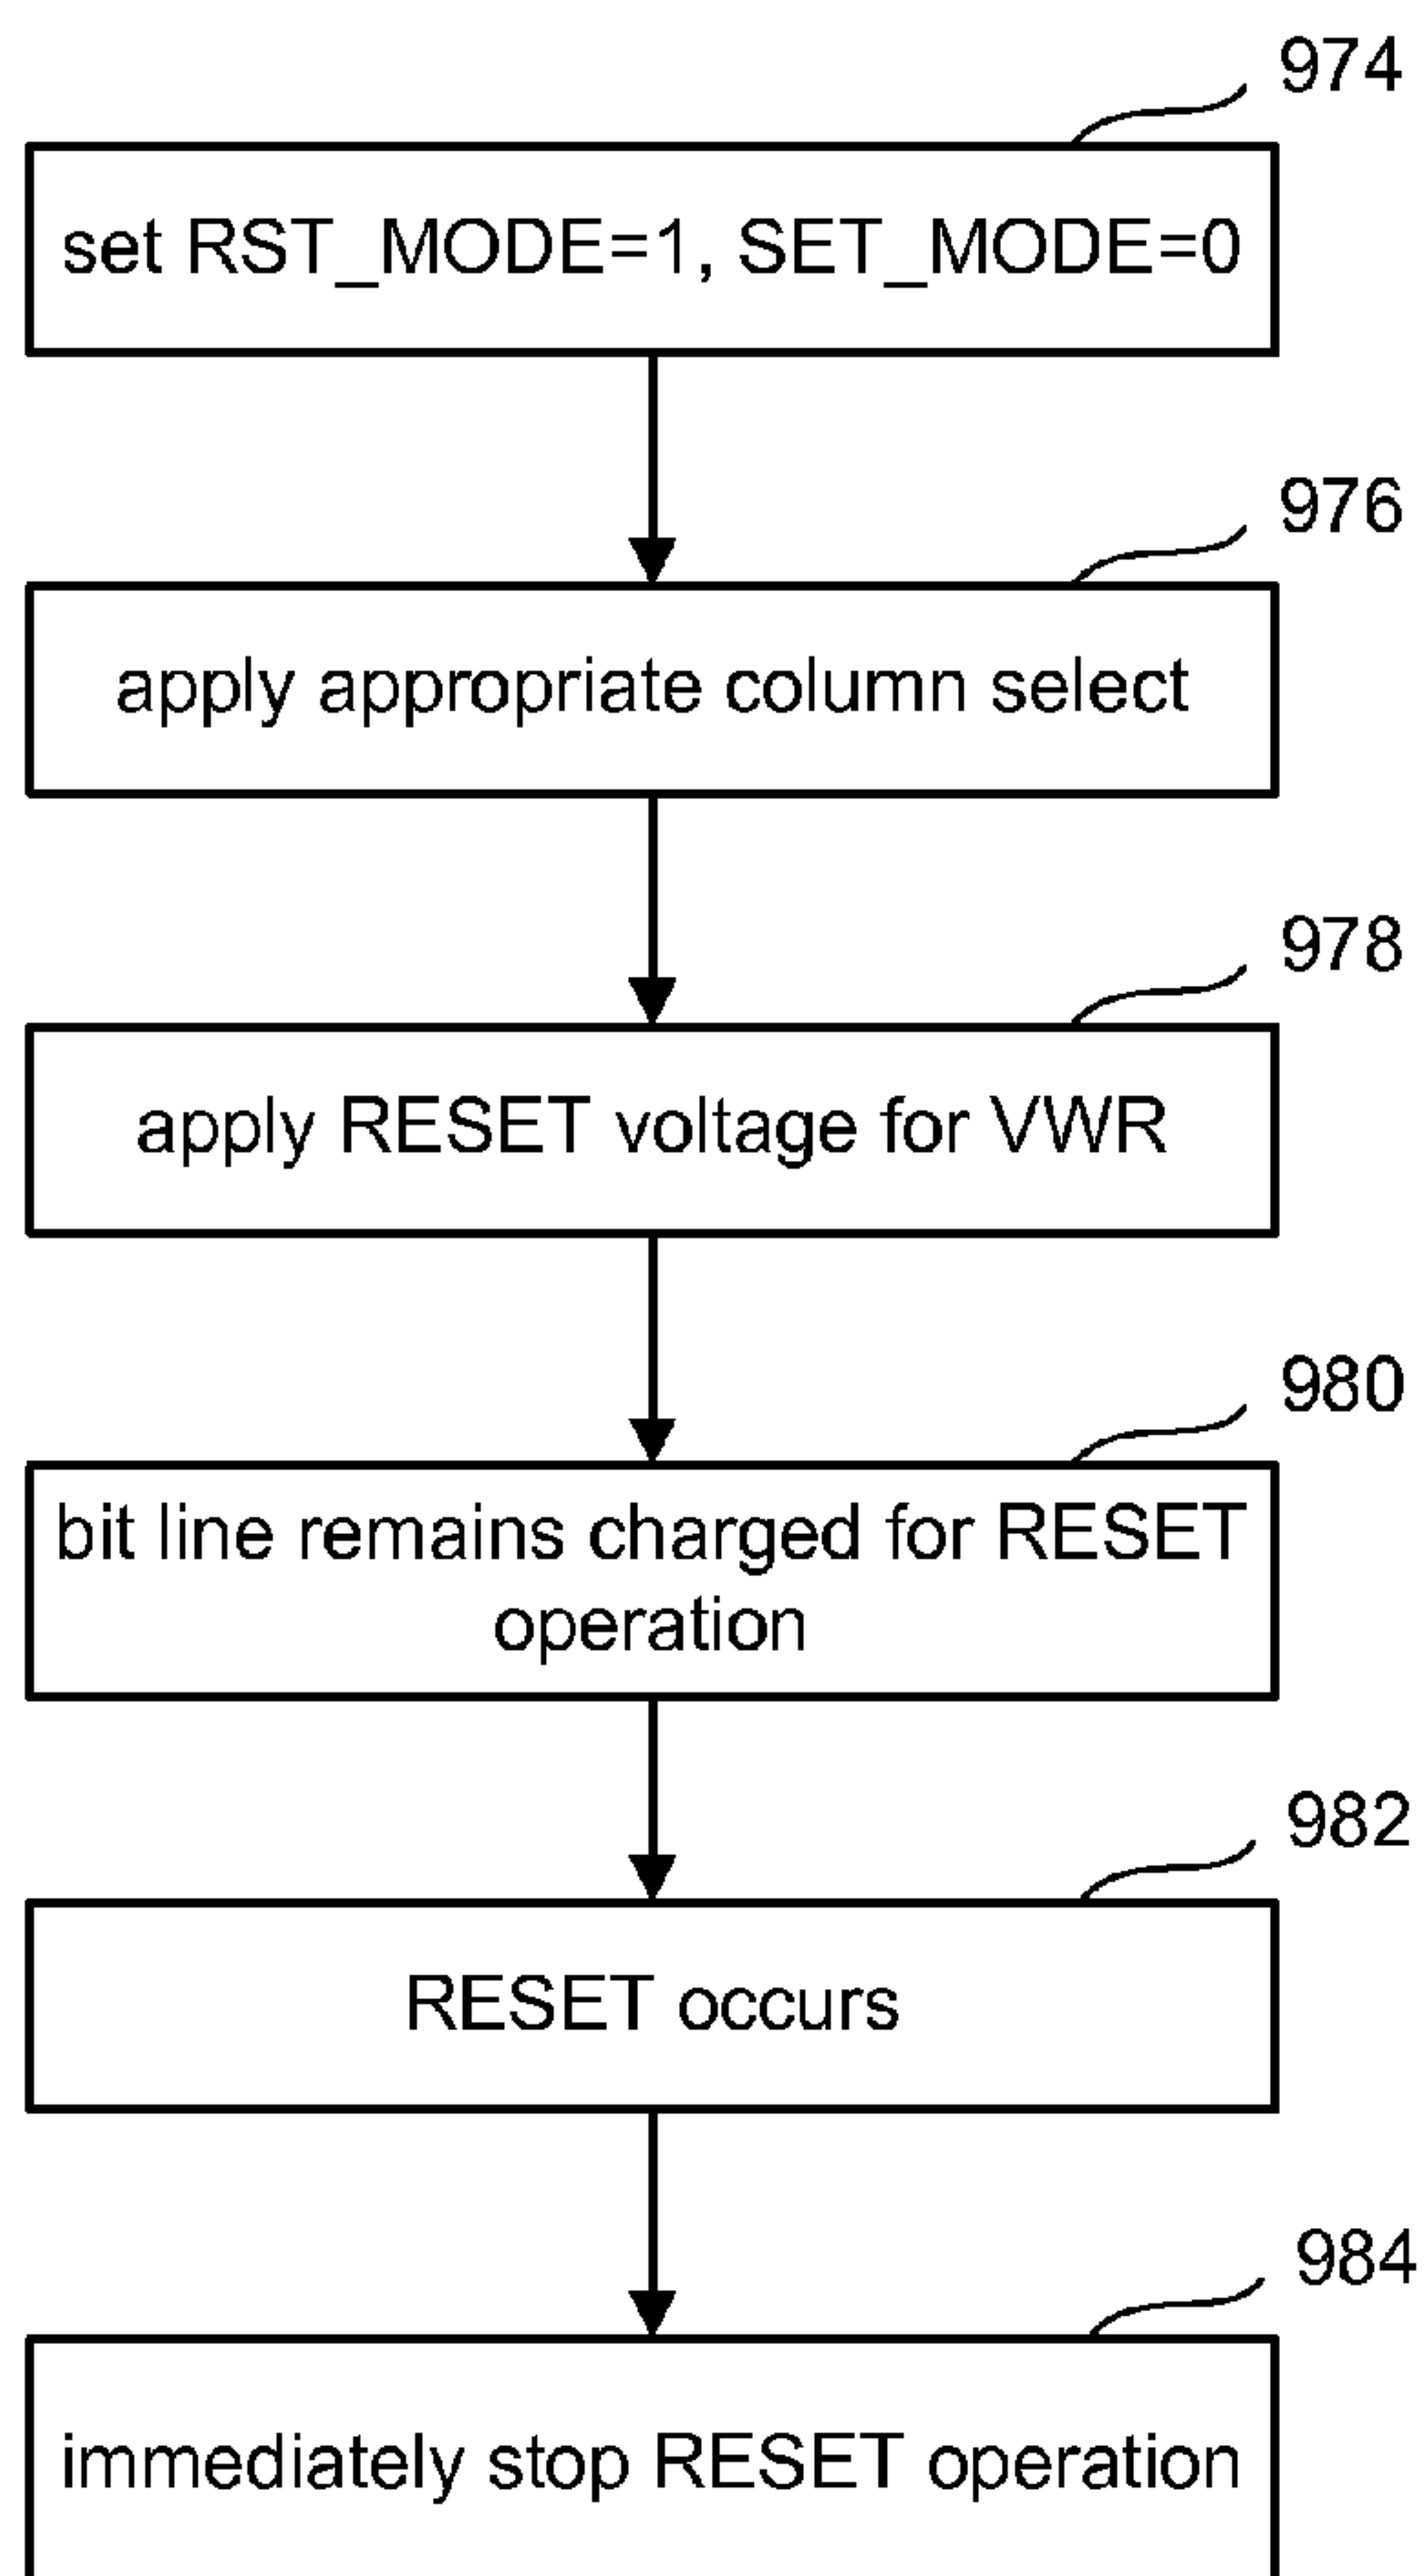 974
set RST_MODE=1, SET_MODE=0
976
apply appropriate column select
978
apply RESET voltage for VWR
980
bit line remains charged for RESET
operation
982
RESET occurs
984
immediately stop RESET operation